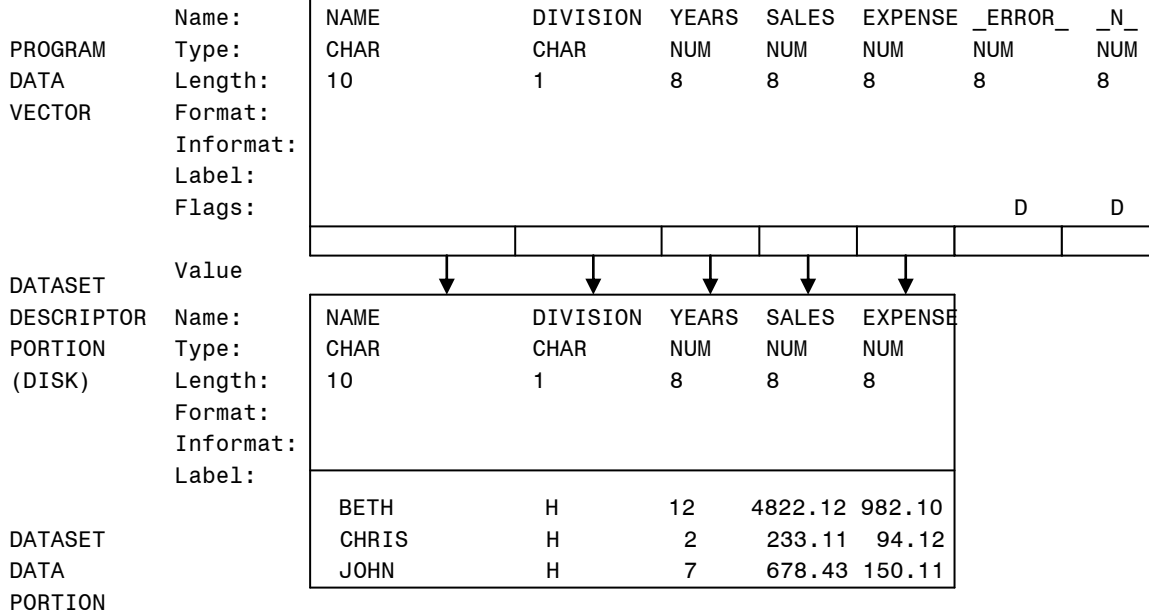 Name: NAME DIVISION YEARS SALES EXPENSE _ERROR_ _N_
PROGRAM Type: CHAR CHAR NUM NUM NUM NUM NUM
DATA Length: 10 1 8 8 8 8 8
VECTOR Format:
Informat:
Label:
Flags: D D
Value
DATASET
DESCRIPTOR Name: NAME DIVISION YEARS SALES EXPENSE
PORTION Type: CHAR CHAR NUM NUM NUM
(DISK) Length: 10 1 8 8 8
Format:
Informat:
Label:
BETH H 12 4822.12 982.10
DATASET CHRIS H 2 233.11 94.12
DATA JOHN H 7 678.43 150.11
PORTION